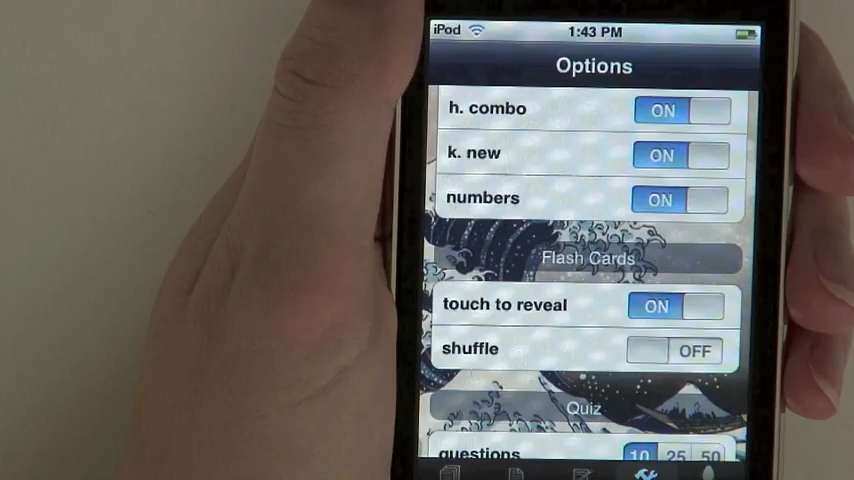 iPod 1:43 PM
Options
h. combo ON
k. new ON
numbers ON
Flash Cards
touch to reveal ON
shuffle OFF
Quiz
questions 10 25 50